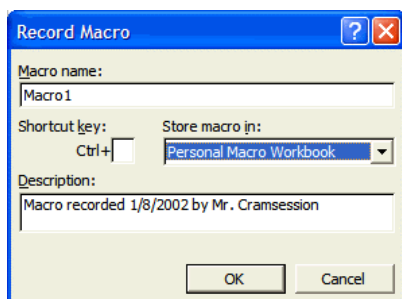 Record Macro
Macro name:
Macro1
Shortcut key: Store macro in:
Ctrl+ Personal Macro Workbook
Description:
Macro recorded 1/8/2002 by Mr. Cramsession
OK Cancel